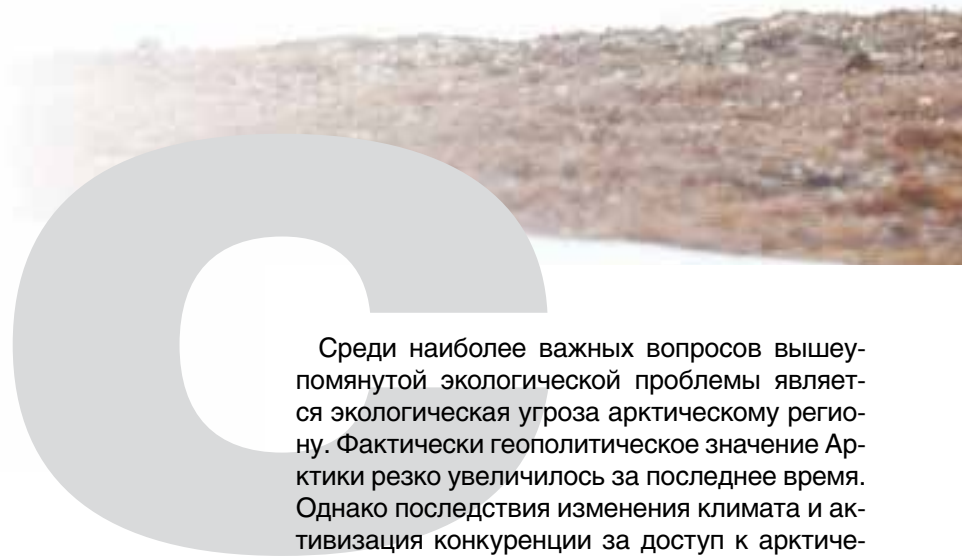 С
Среди наиболее важных вопросов вышеу-
помянутой экологической проблемы являет-
ся экологическая угроза арктическому регио-
ну. Фактически геополитическое значение Ар-
ктики резко увеличилось за последнее время.
Однако последствия изменения климата и ак-
тивизация конкуренции за доступ к арктиче-